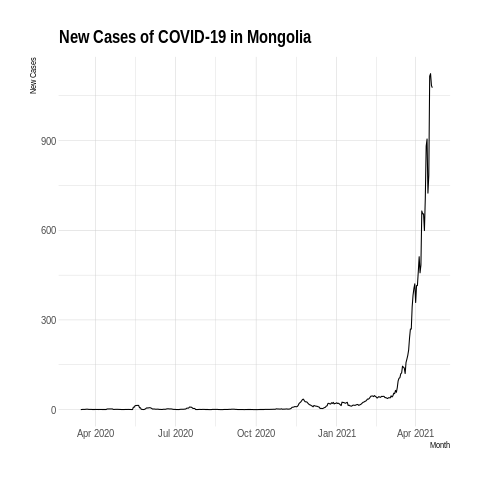 New Cases of COVID-19 in Mongolia
New Cases
900
600
300
0
Apr 2020 Jul 2020 Oct 2020 Jan 2021 Apr 2021
Month